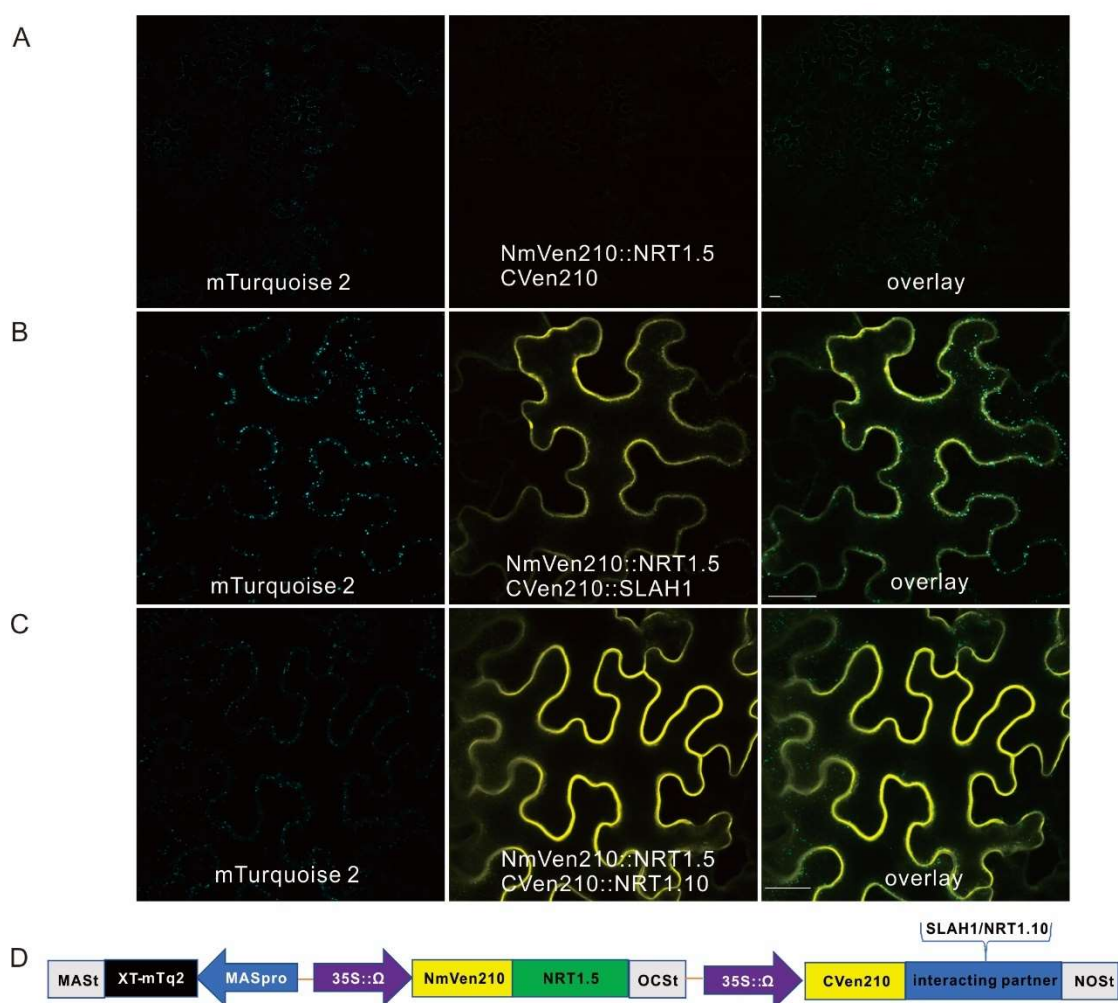 A
mTurquoise 2
NmVen210::NRT1.5
CVen210
overlay
B
mTurquoise 2
NmVen210::NRT1.5
CVen210::SLAH1
overlay
C
mTurquoise 2
NmVen210::NRT1.5
CVen210::NRT1.10
overlay
SLAH1/NRT1.10
D
MASt XT-mTq2 MASpro 35S::Ω NmVen210 NRT1.5 OCSt 35S::Ω CVen210 interacting partner NOSt